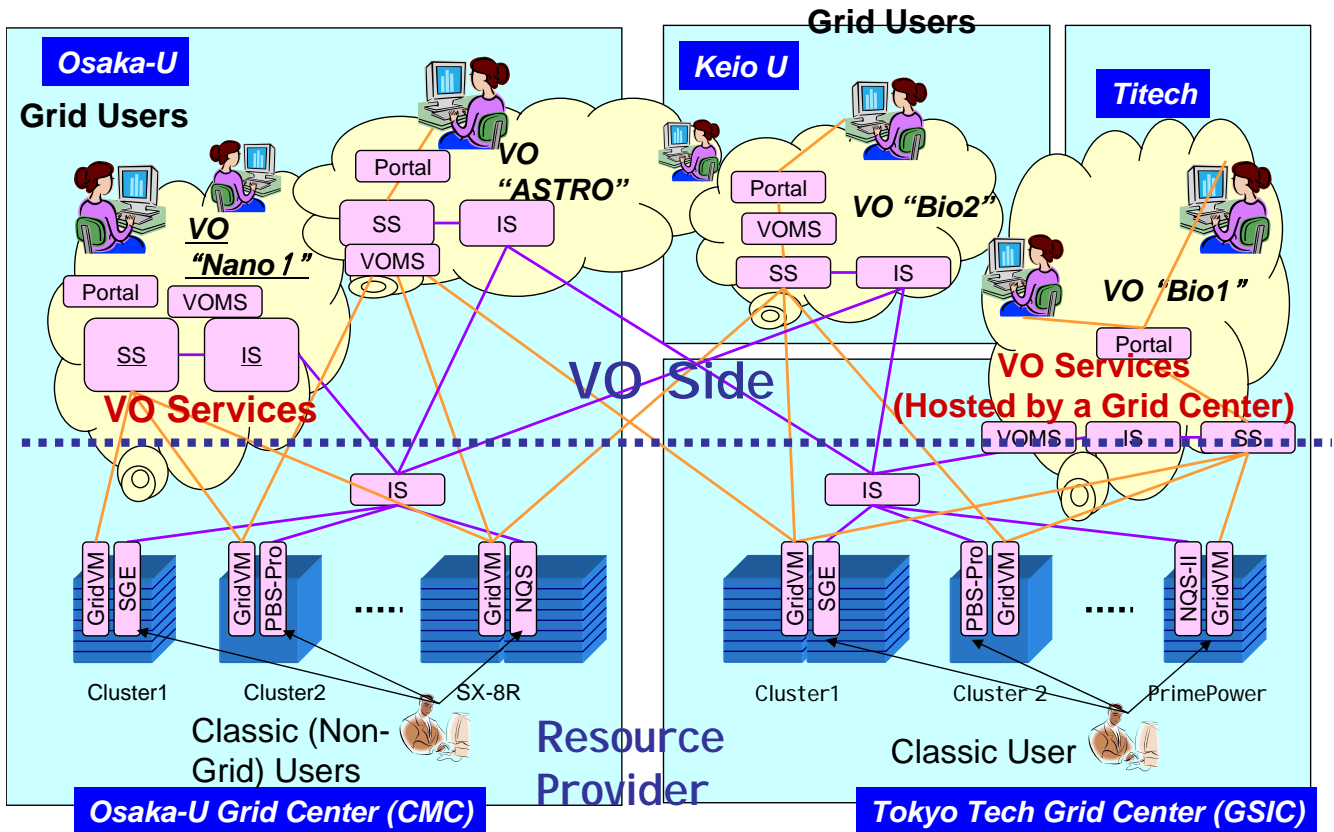 Grid Users
Osaka-U
Keio U
Titech
Grid Users
VO
“ASTRO”
Portal
SS
IS
VOMS
VO
“Nano 1”
Portal
VOMS
SS
IS
VO Services
Portal
VOMS
VO “Bio2”
SS
IS
VO “Bio1”
Portal
VO Services
(Hosted by a Grid Center)
VOMS
IS
SS
VO Side
IS
IS
GridVM
SGE
GridVM
PBS-Pro
.....
GridVM
NQS
GridVM
SGE
PBS-Pro
GridVM
.....
NQS-II
GridVM
Cluster1
Cluster2
SX-8R
Cluster1
Cluster 2
PrimePower
Classic (Non-
Grid) Users
Resource
Provider
Classic User
Osaka-U Grid Center (CMC)
Tokyo Tech Grid Center (GSIC)